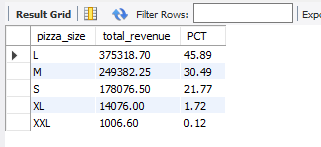 Result Grid Filter Rows: Expo
pizza_size total_revenue PCT
L 375318.70 45.89
M 249382.25 30.49
S 178076.50 21.77
XL 14076.00 1.72
XXL 1006.60 0.12